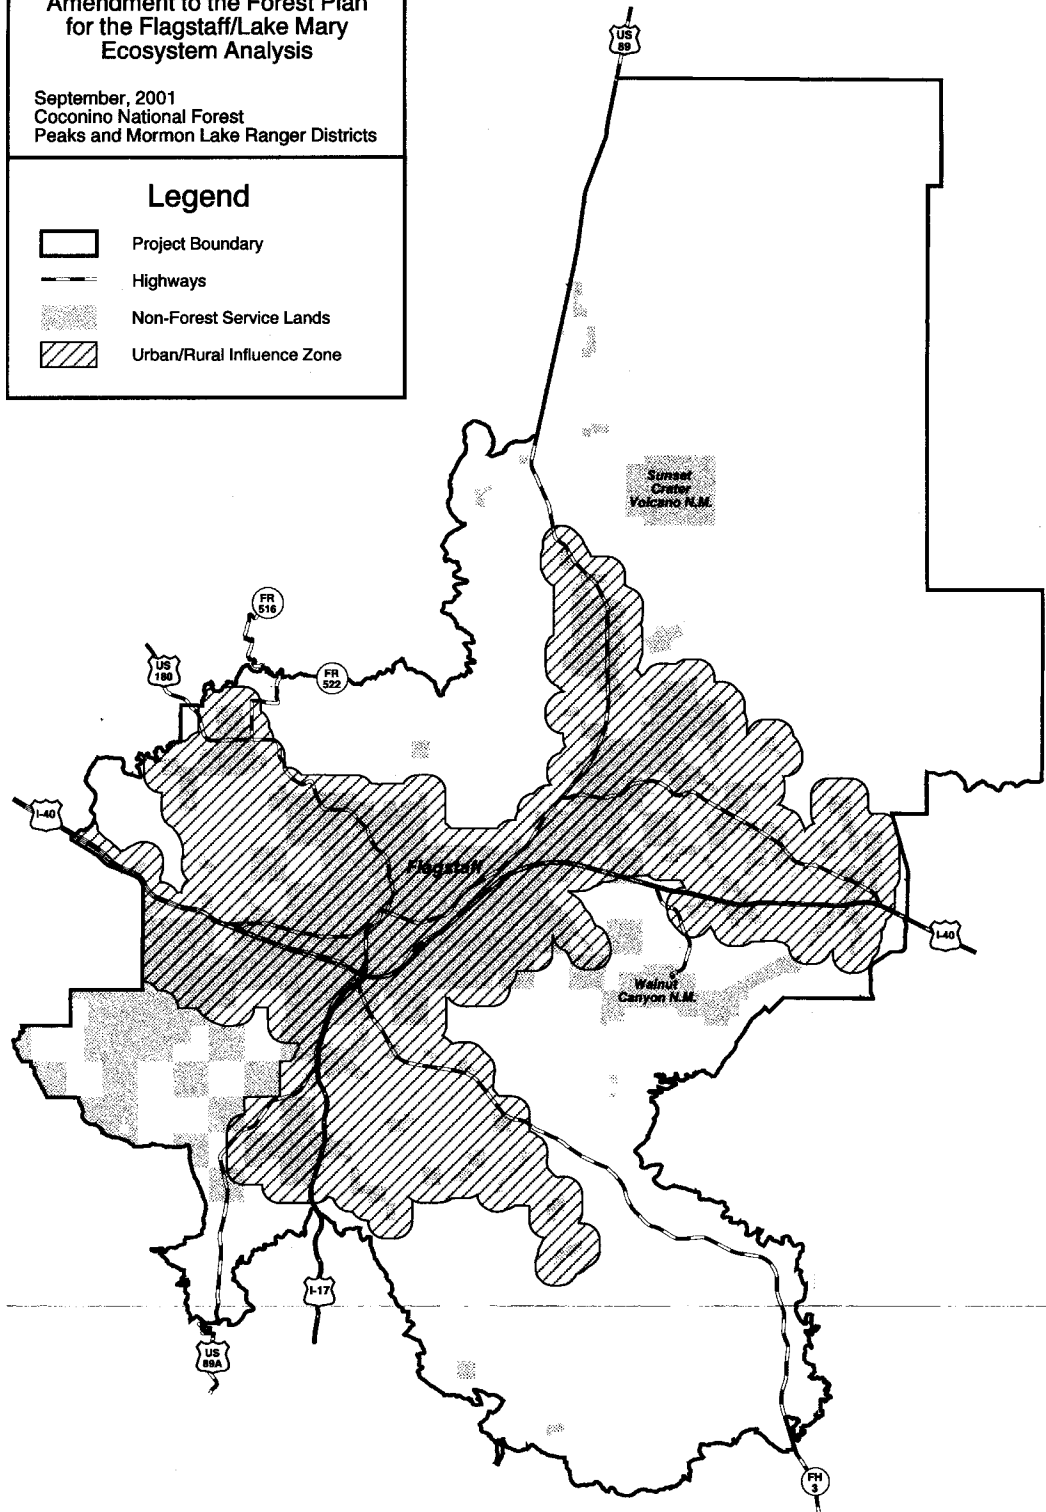 Amendment to the Forest Plan
for the Flagstaff/Lake Mary
Ecosystem Analysis
September, 2001
Coconino National Forest
Peaks and Mormon Lake Ranger Districts
Legend
Project Boundary
Highways
Non-Forest Service Lands
Urban/Rural Influence Zone
US
89
Sunset
Crater
Volcano N.M.
FR
516
US
180
FR
522
I-40
Flagstaff
I-40
Walnut
Canyon N.M.
I-17
US
89A
FH
3